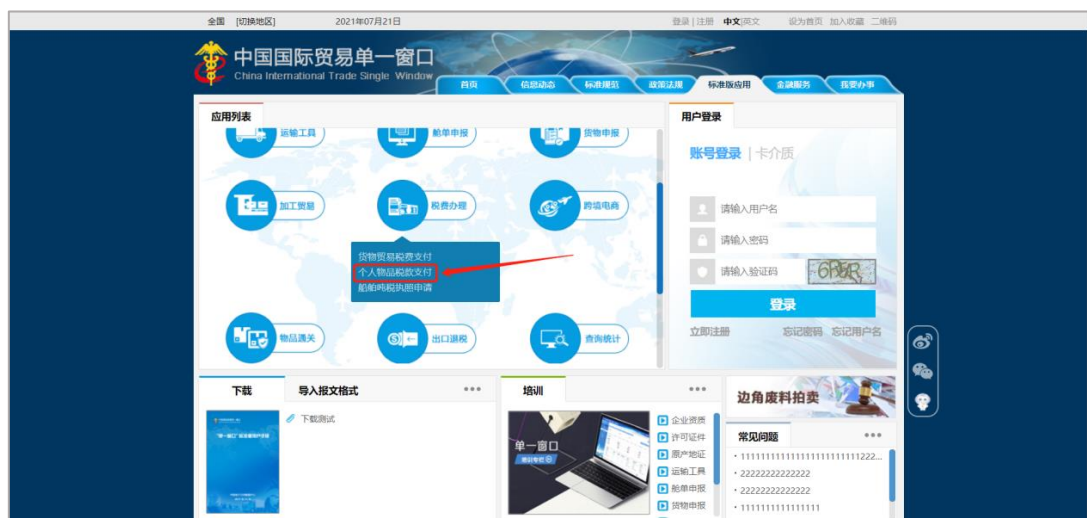 全国 [切换地区] 2021年07月21日 登录 | 注册 中文|英文 设为首页 加入收藏 二维码
中国国际贸易单一窗口
China International Trade Single Window
首页 信息动态 标准规范 政策法规 标准版应用 金融服务 我要办事
应用列表
运输工具 舱单申报 货物申报
加工贸易 税费办理 跨境电商
货物贸易税费支付
个人物品税款支付
船舶吨税执照申请
物品通关 出口退税 查询统计
用户登录
账号登录 | 卡介质
请输入用户名
请输入密码
请输入验证码
登录
立即注册 忘记密码 忘记用户名
下载 导入报文格式
下载测试
培训
单一窗口
企业资质
许可证件
原产地证
运输工具
舱单申报
货物申报
边角废料拍卖
常见问题
22222222222222
22222222222222